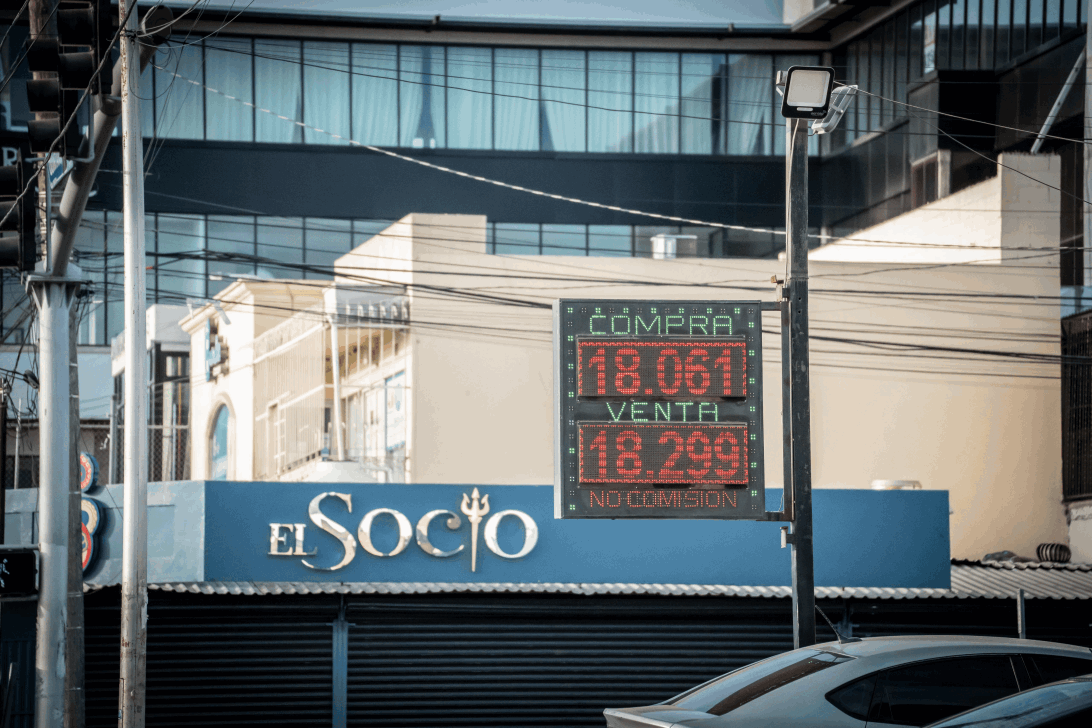 COMPRA
18.061
VENTA
18.299
NO COMISION
EL SOCIO